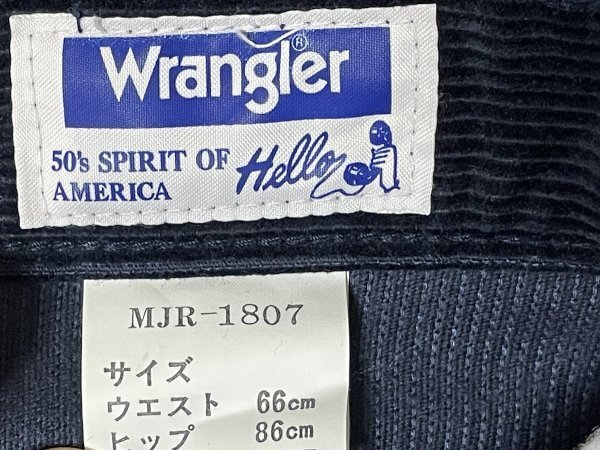 Wrangler®
50's SPIRIT OF
AMERICA
Hello
MJR-1807
サイズ
ウエスト 66cm
ヒップ 86cm